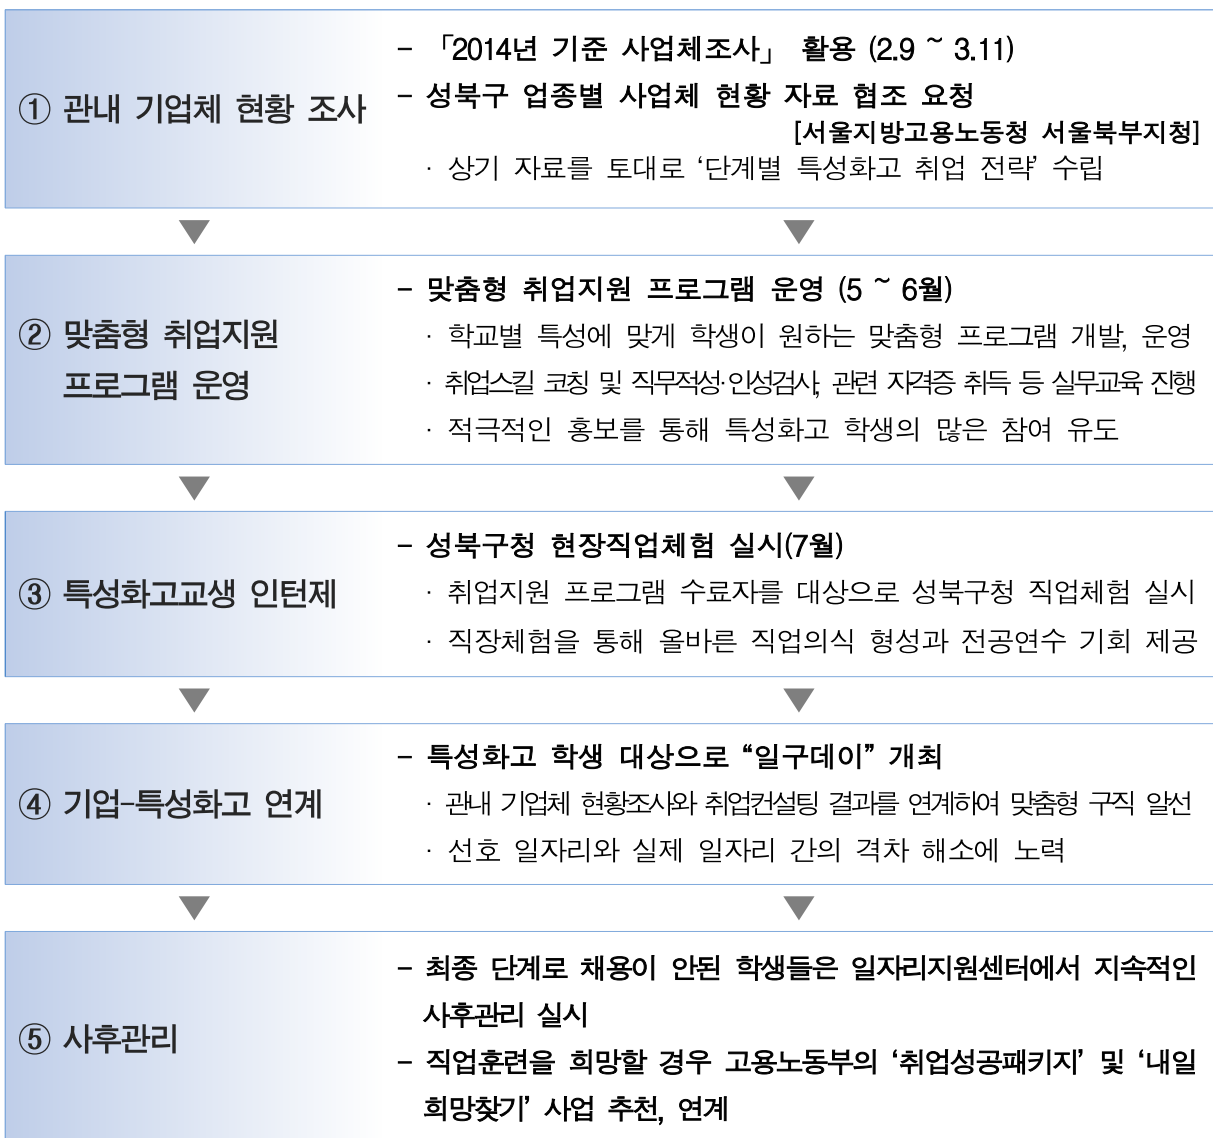 ① 관내 기업체 현황 조사
- 「2014년 기준 사업체조사」 활용 (2.9 ~ 3.11)
- 성북구 업종별 사업체 현황 자료 협조 요청
[서울지방고용노동청 서울북부지청]
· 상기 자료를 토대로 ‘단계별 특성화고 취업 전략’ 수립
▼ ▼
② 맞춤형 취업지원
프로그램 운영
- 맞춤형 취업지원 프로그램 운영 (5 ~ 6월)
· 학교별 특성에 맞게 학생이 원하는 맞춤형 프로그램 개발, 운영
· 취업스킬 코칭 및 직무적성·인성검사, 관련 자격증 취득 등 실무교육 진행
· 적극적인 홍보를 통해 특성화고 학생의 많은 참여 유도
▼ ▼
③ 특성화고교생 인턴제
- 성북구청 현장직업체험 실시(7월)
· 취업지원 프로그램 수료자를 대상으로 성북구청 직업체험 실시
· 직장체험을 통해 올바른 직업의식 형성과 전공연수 기회 제공
▼ ▼
④ 기업-특성화고 연계
- 특성화고 학생 대상으로 “일구데이” 개최
· 관내 기업체 현황조사와 취업컨설팅 결과를 연계하여 맞춤형 구직 알선
· 선호 일자리와 실제 일자리 간의 격차 해소에 노력
▼ ▼
⑤ 사후관리
- 최종 단계로 채용이 안된 학생들은 일자리지원센터에서 지속적인
사후관리 실시
- 직업훈련을 희망할 경우 고용노동부의 ‘취업성공패키지’ 및 ‘내일
희망찾기’ 사업 추천, 연계